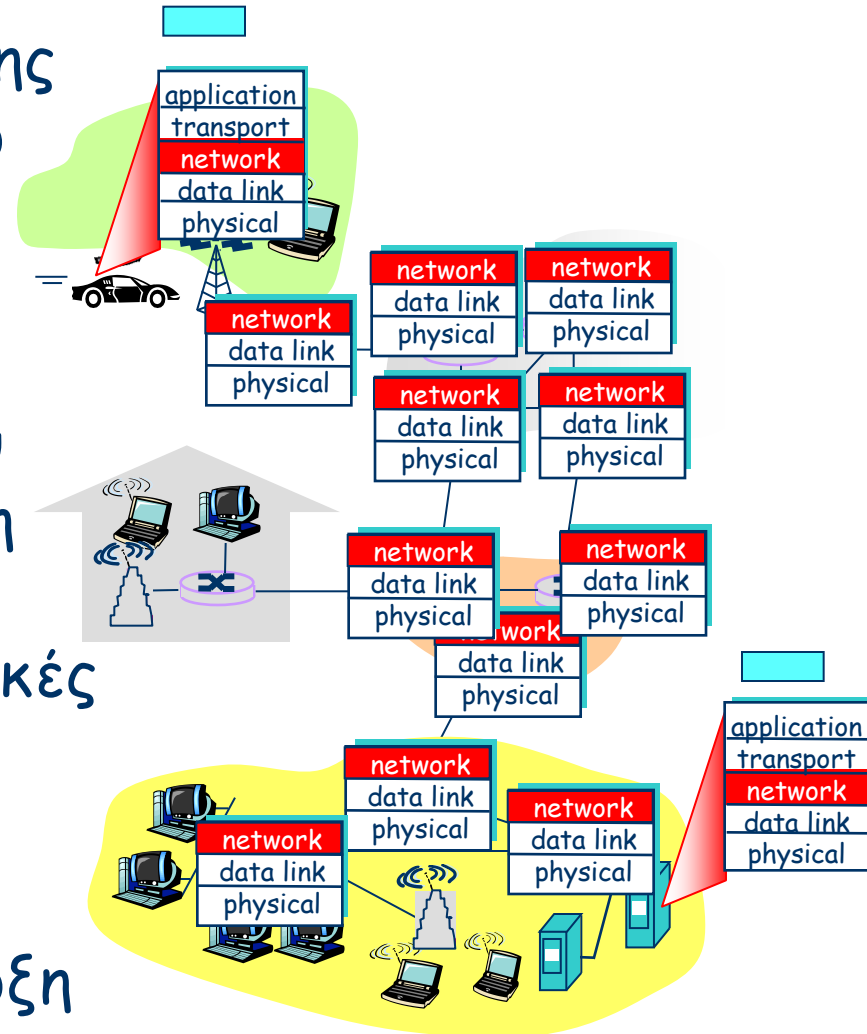 application
transport
network
data link
physical
network
data link
physical
network
data link
physical
network
data link
physical
network
data link
physical
network
data link
physical
network
data link
physical
network
data link
physical
work
data link
physical
κές
application
transport
network
data link
physical
network
data link
physical
network
data link
physical
network
data link
physical
ξη